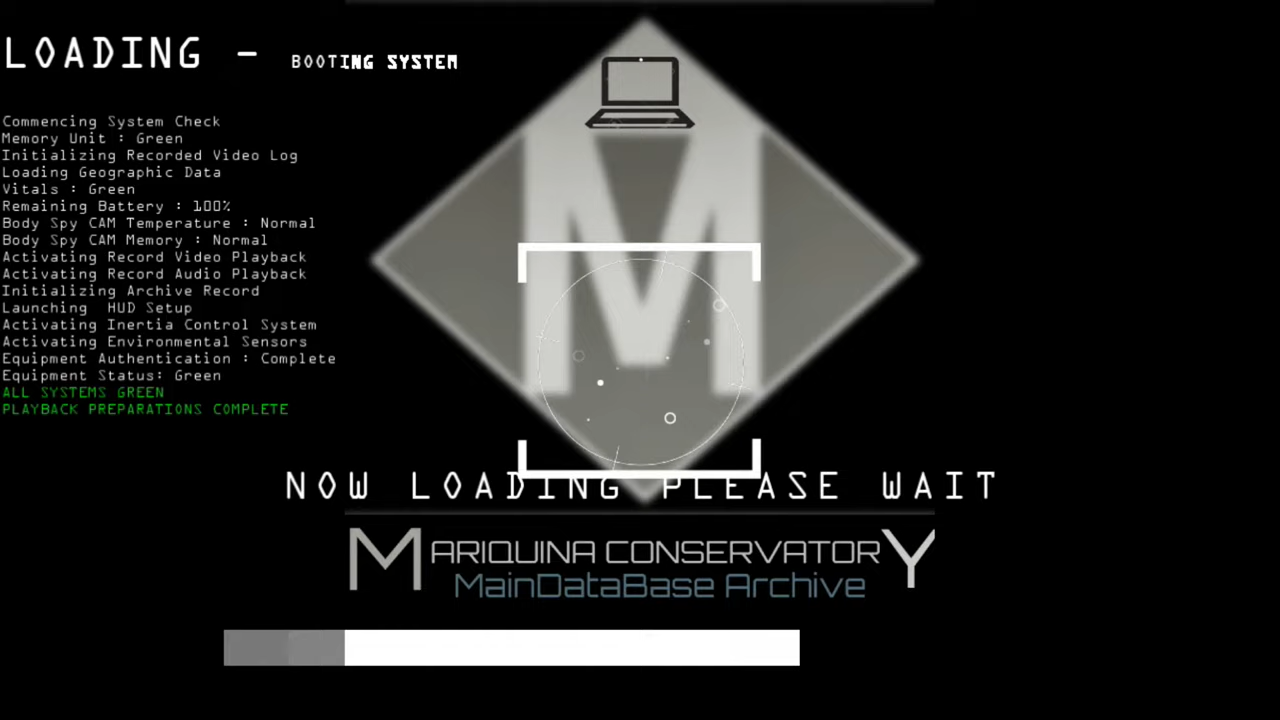 LOADING - BOOTING SYSTEM
Commencing System Check
Memory Unit : Green
Initializing Recorded Video Log
Loading Geographic Data
Vitals : Green
Remaining Battery : 100%
Body Spy CAM Temperature : Normal
Body Spy CAM Memory : Normal
Activating Record Video Playback
Activating Record Audio Playback
Initializing Archive Record
Launching  HUD Setup
Activating Inertia Control System
Activating Environmental Sensors
Equipment Authentication : Complete
Equipment Status: Green
ALL SYSTEMS GREEN
PLAYBACK PREPARATIONS COMPLETE
M
NOW LOADING PLEASE WAIT
MARIQUINA CONSERVATORY
MainDataBase Archive